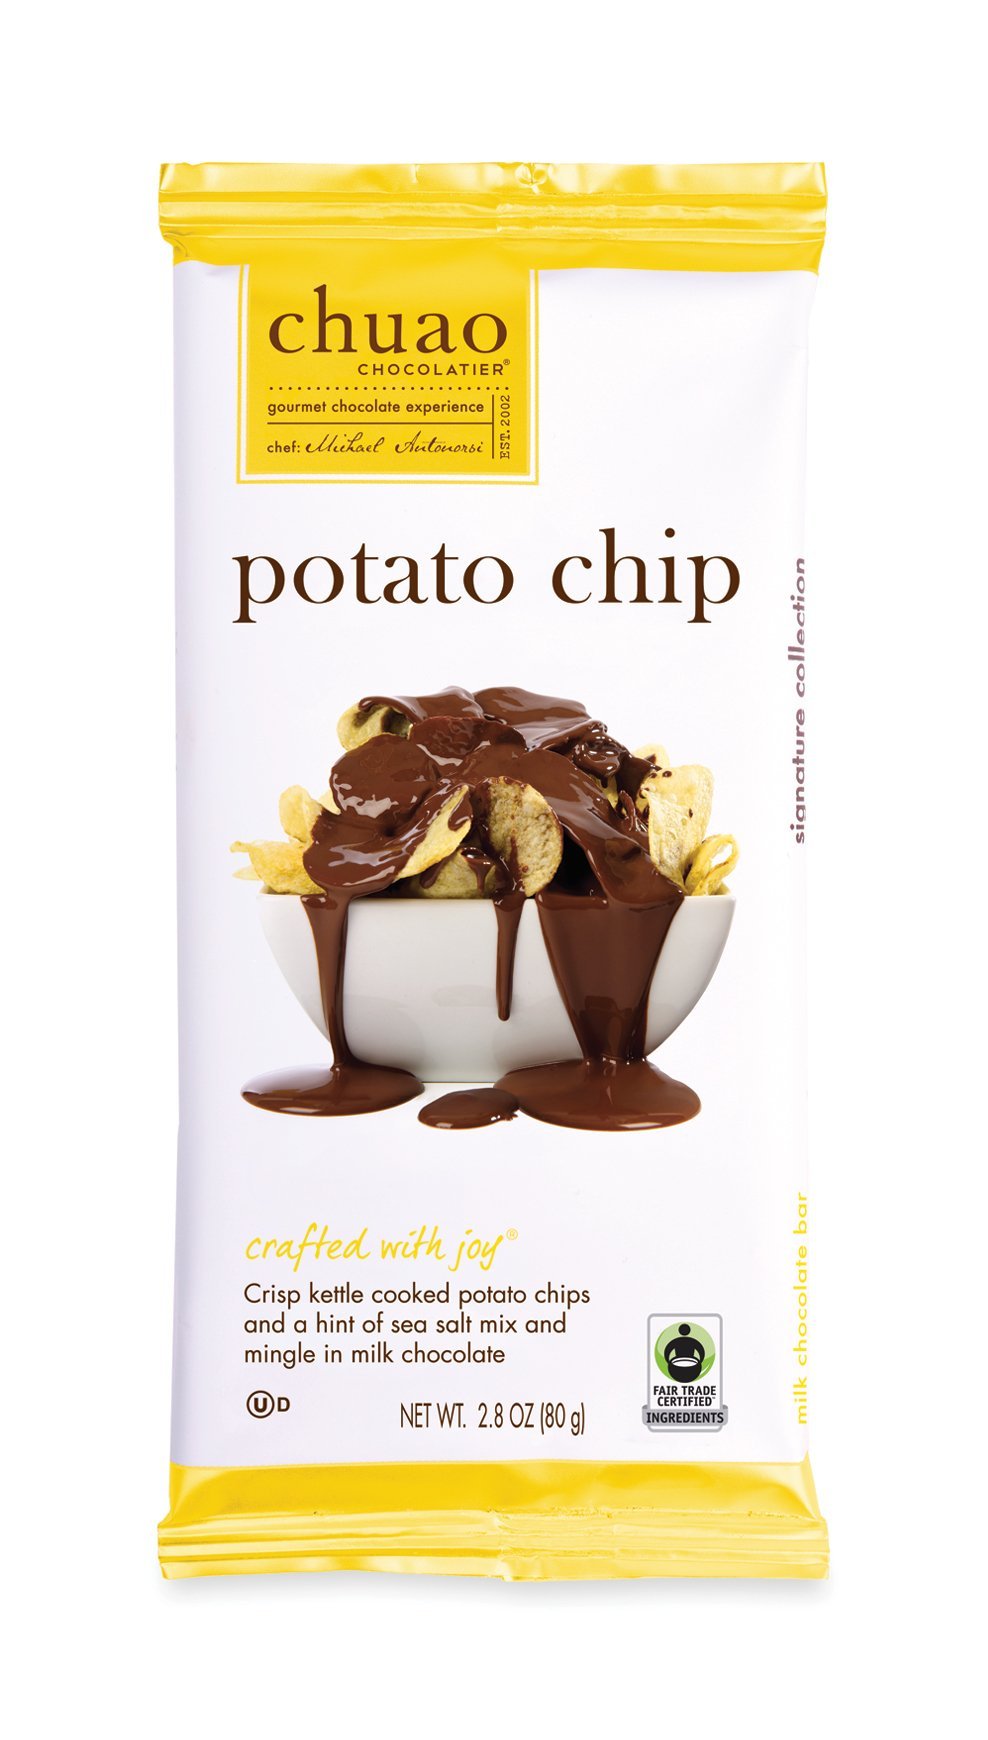 chuao
CHOCOLATIER®
gourmet chocolate experience
chef: Michael Antonorsi
EST. 2002
potato chip
signature collection
crafted with joy®
Crisp kettle cooked potato chips
and a hint of sea salt mix and
mingle in milk chocolate
U D
NET WT. 2.8 OZ (80 g)
FAIR TRADE
CERTIFIED™
INGREDIENTS
milk chocolate bar